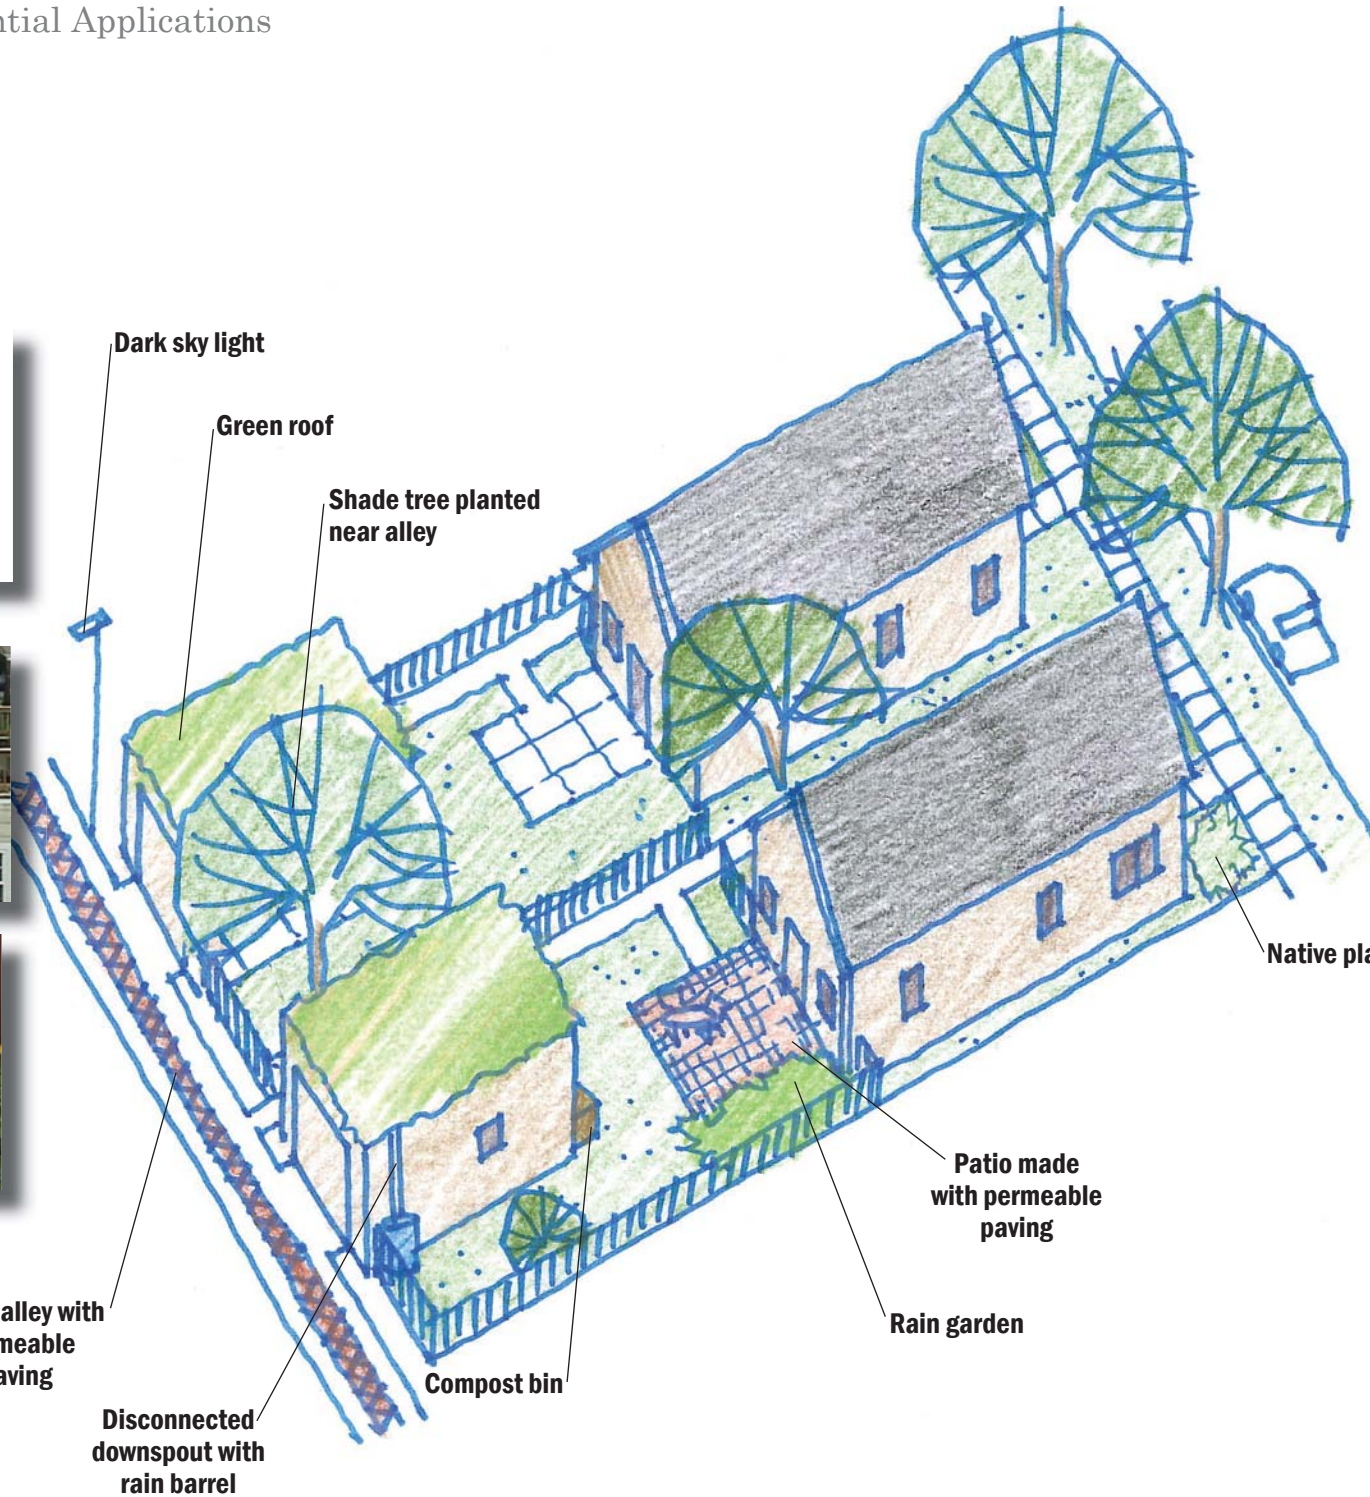 ntial Applications
Dark sky light
Green roof
Shade tree planted
near alley
Native pla
Patio made
with permeable
paving
Rain garden
alley with
meable
aving
Compost bin
Disconnected
downspout with
rain barrel